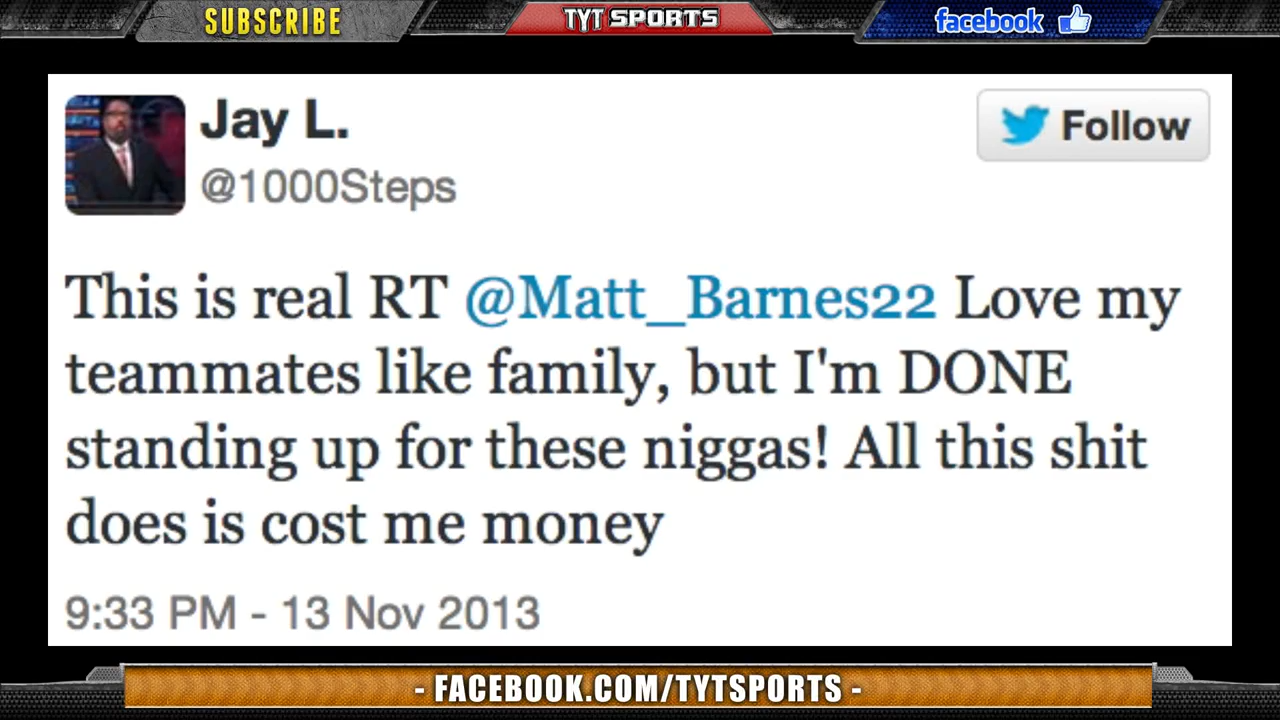 SUBSCRIBE
TYT SPORTS
facebook
Jay L.
Follow
@1000Steps
This is real RT @Matt_Barnes22 Love my
teammates like family, but I'm DONE
standing up for these niggas! All this shit
does is cost me money
9:33 PM - 13 Nov 2013
- FACEBOOK.COM/TYTSPORTS -